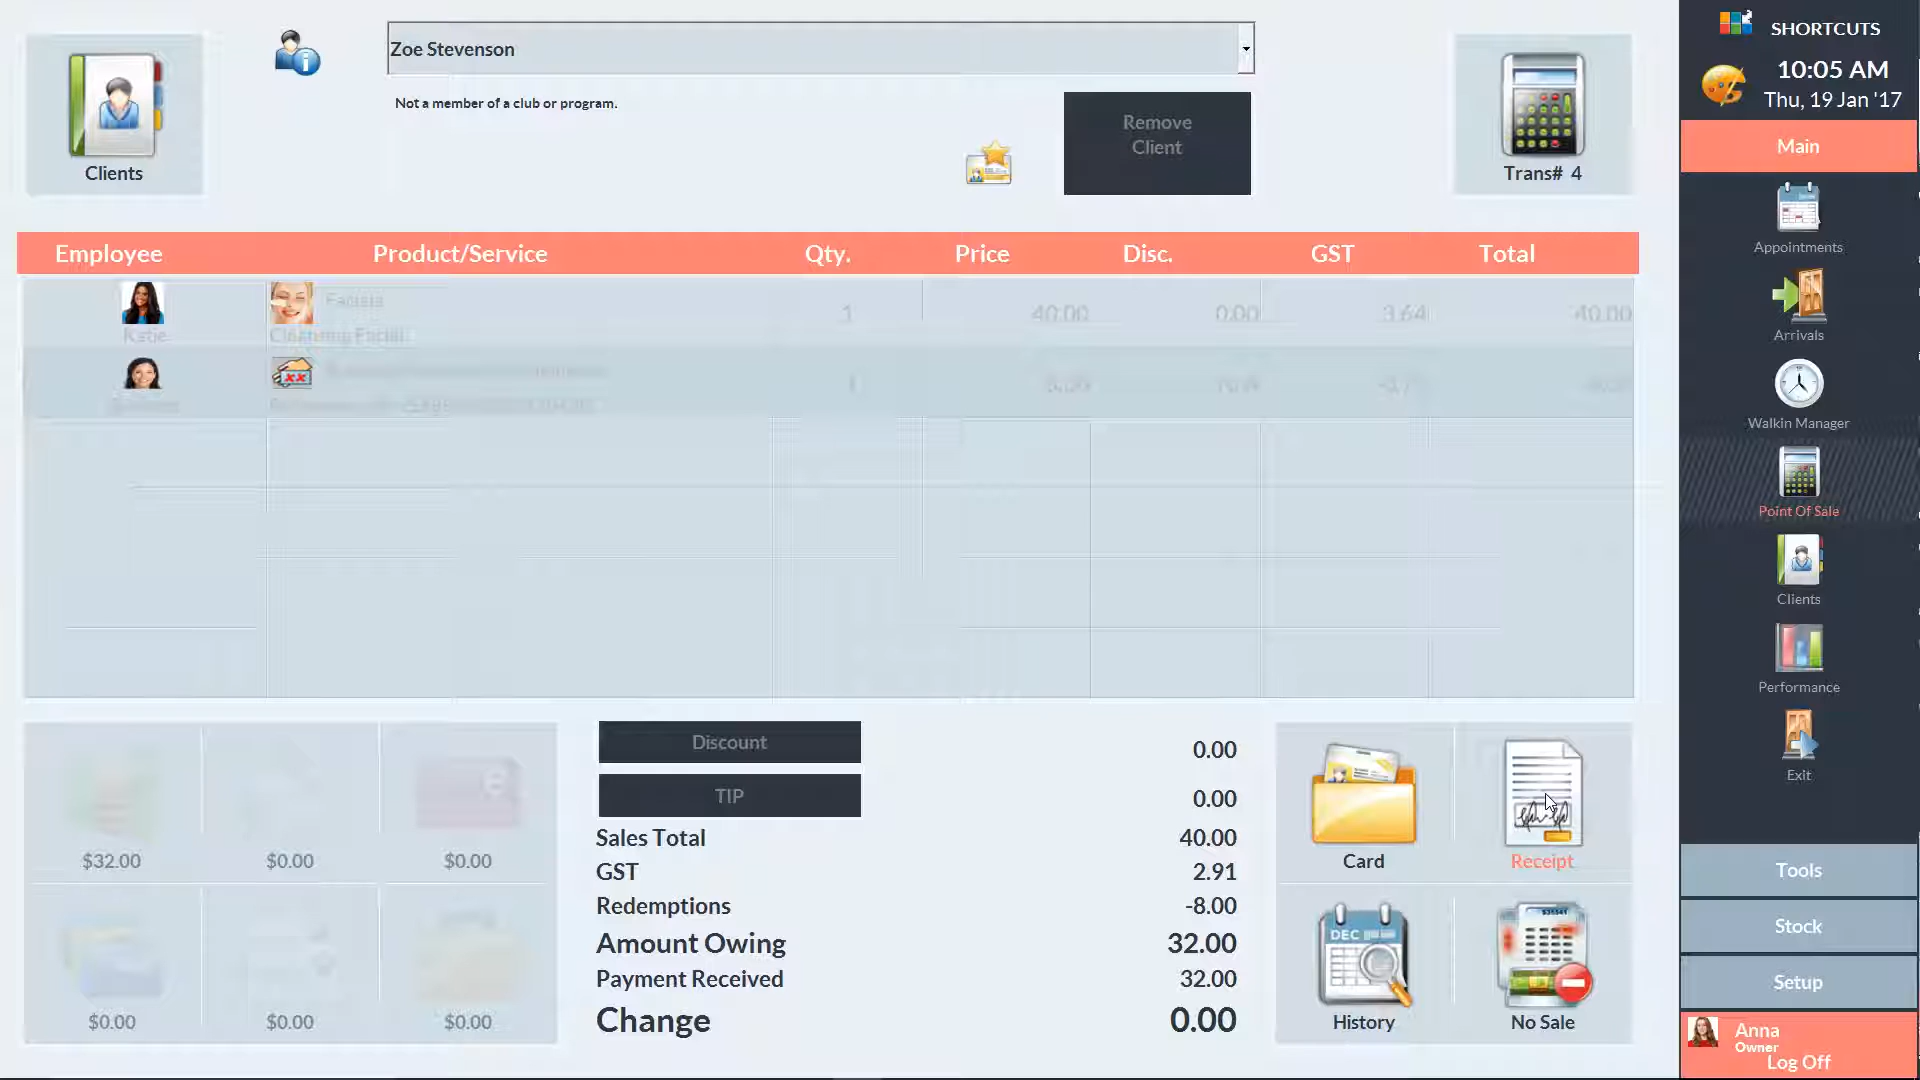 Zoe Stevenson
Not a member of a club or program.
Clients
Remove
Client
Trans# 4
Employee Product/Service Qty. Price Disc. GST Total
Facials
Katie Cleansing Facial 1 40.00 0.00 3.64 40.00
$32.00 $0.00 $0.00
$0.00 $0.00 $0.00
Discount 0.00
TIP 0.00
Sales Total 40.00
GST 2.91
Redemptions -8.00
Amount Owing 32.00
Payment Received 32.00
Change 0.00
Card
Receipt
DEC
History
No Sale
SHORTCUTS
10:05 AM
Thu, 19 Jan '17
Main
Appointments
Arrivals
Walkin Manager
Point Of Sale
Clients
Performance
Exit
Tools
Stock
Setup
Anna
Owner
Log Off